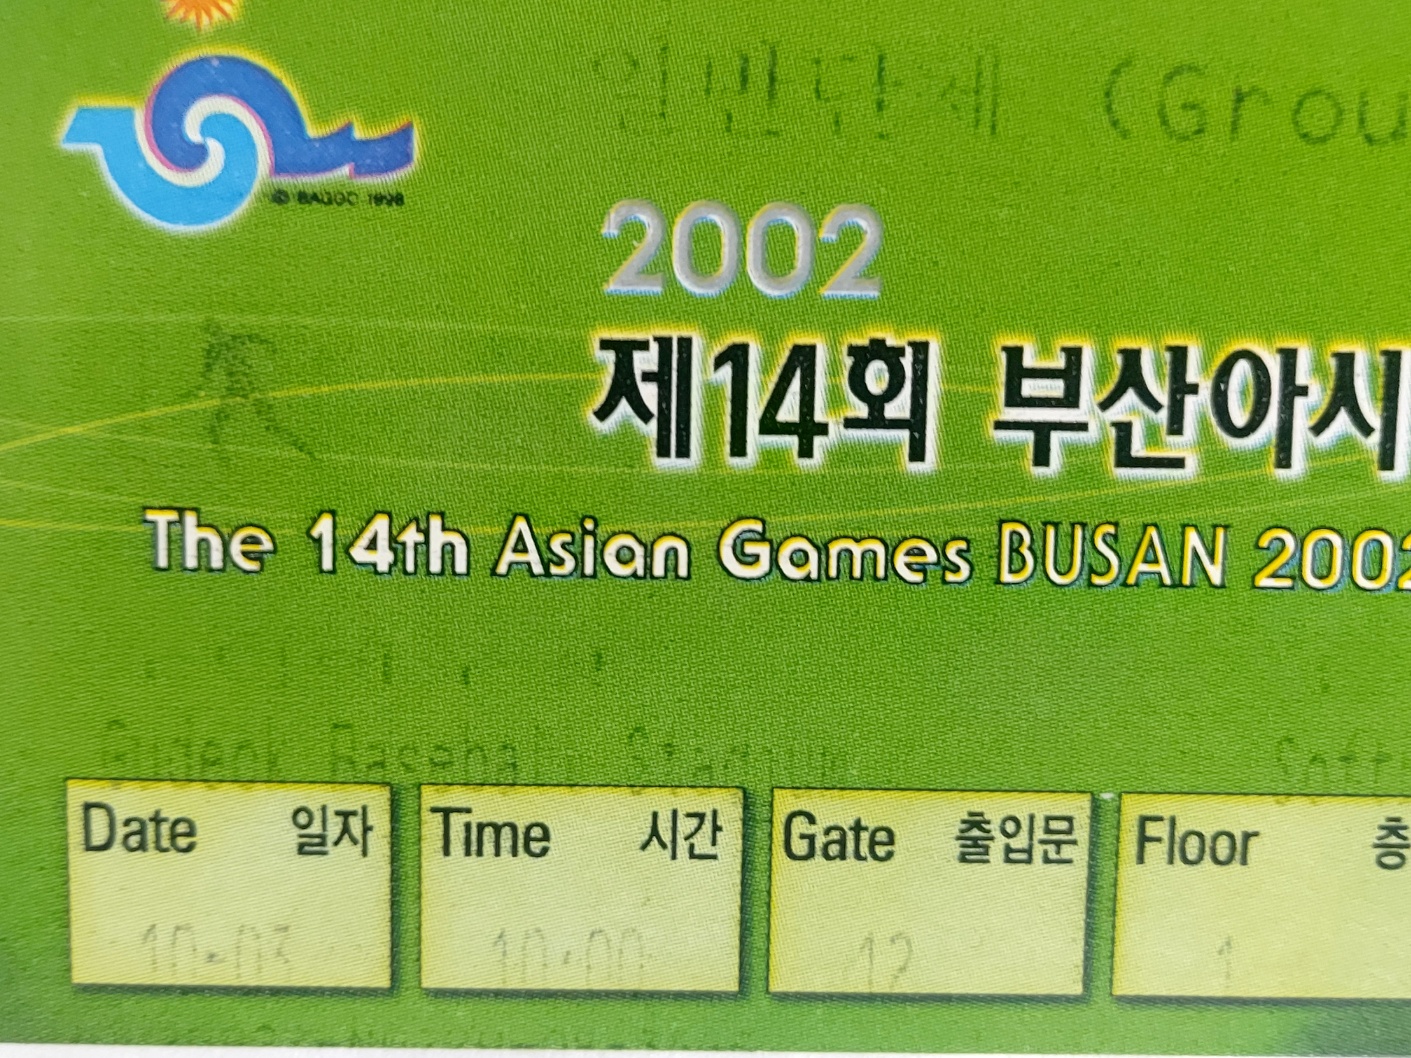 일반단체 (Grou
© BAGOC 1998
2002
제14회 부산아시
The 14th Asian Games BUSAN 2002
Gudeok Baseball Stadium
Date 일자 Time 시간 Gate 출입문 Floor 층
10-03 10:00 12 1